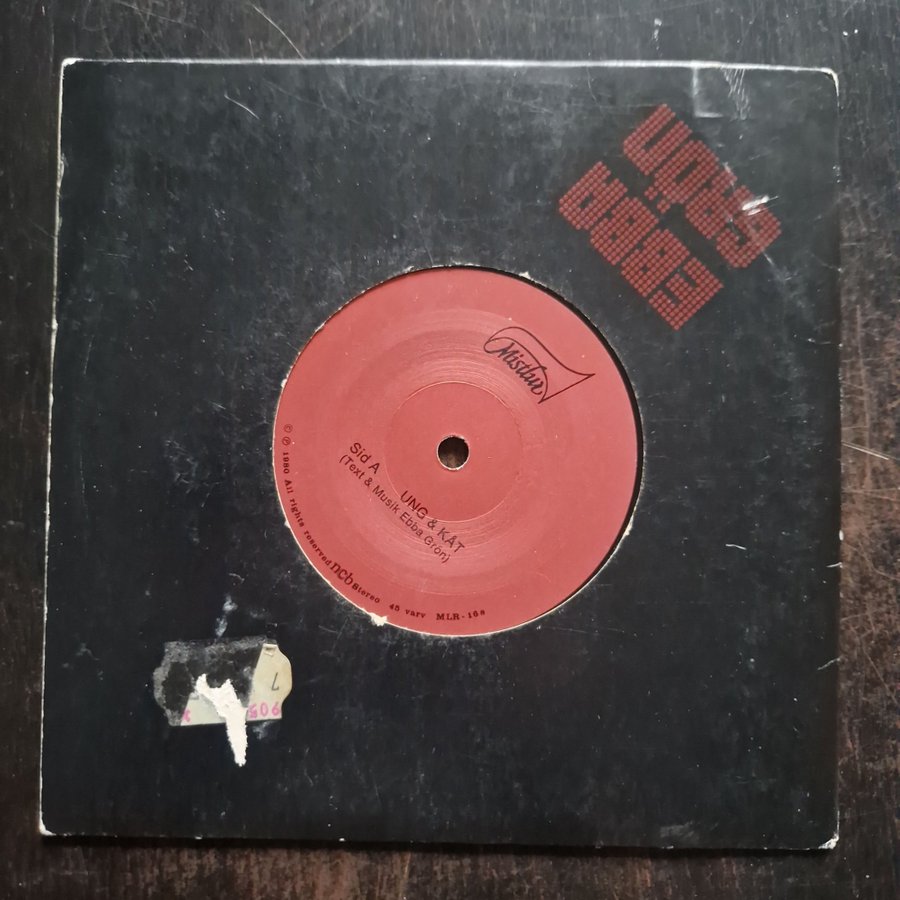 Ebba
Grön
Mistlur
Sid A UNG & KÅT
(Text & Musik Ebba Grön)
© ℗ 1980 All rights reserved ncb Stereo 45 varv MLR-168